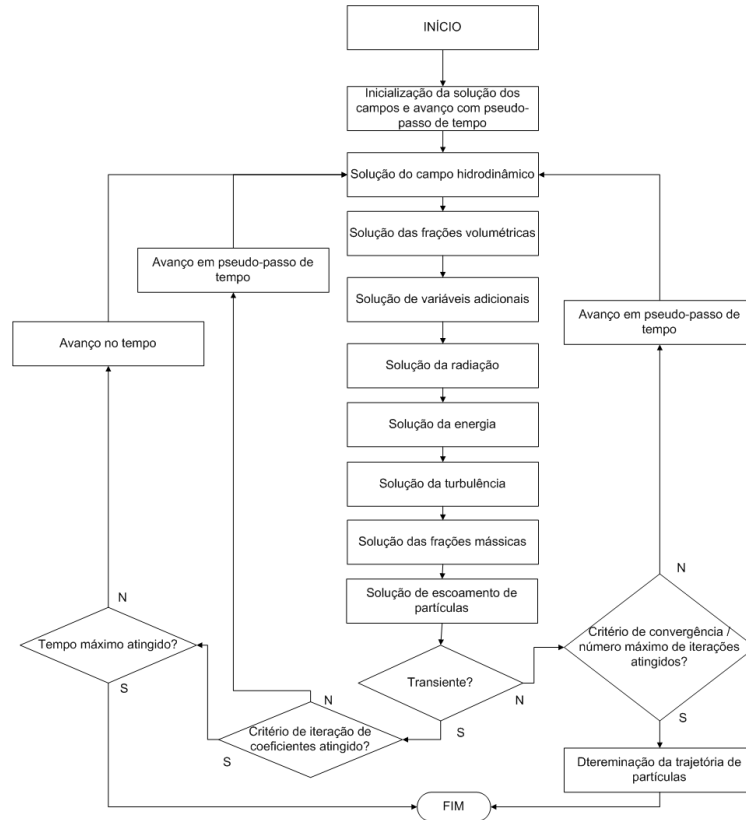 INÍCIO
Inicialização da solução dos
campos e avanço com pseudo-
passo de tempo
Solução do campo hidrodinâmico
Solução das frações volumétricas
Avanço em pseudo-passo de
tempo
Solução de variáveis adicionais
Avanço em pseudo-passo de
tempo
Avanço no tempo
Solução da radiação
Solução da energia
Solução da turbulência
Solução das frações mássicas
Solução de escoamento de
partículas
N
N
Tempo máximo atingido?
S
Critério de convergência /
número máximo de iterações
atingidos?
Transiente?
N
S
N
S
Critério de iteração de
coeficientes atingido?
S
Dtereminação da trajetória de
partículas
FIM